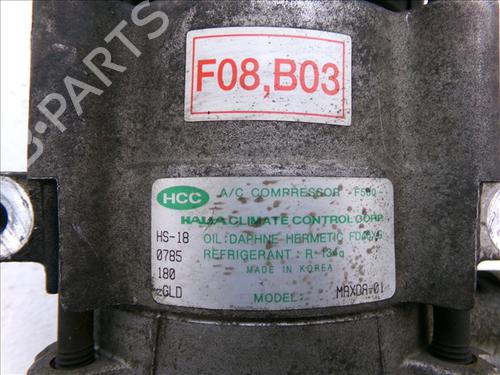 B-PARTS
F08,B03
HCC
A/C COMPRESSOR -F500-
HALLA CLIMATE CONTROL CORP.
HS-18 OIL:DAPHNE HERMETIC
0785 REFRIGERANT: R-134a
180 MADE IN KOREA
-GLD MODEL: